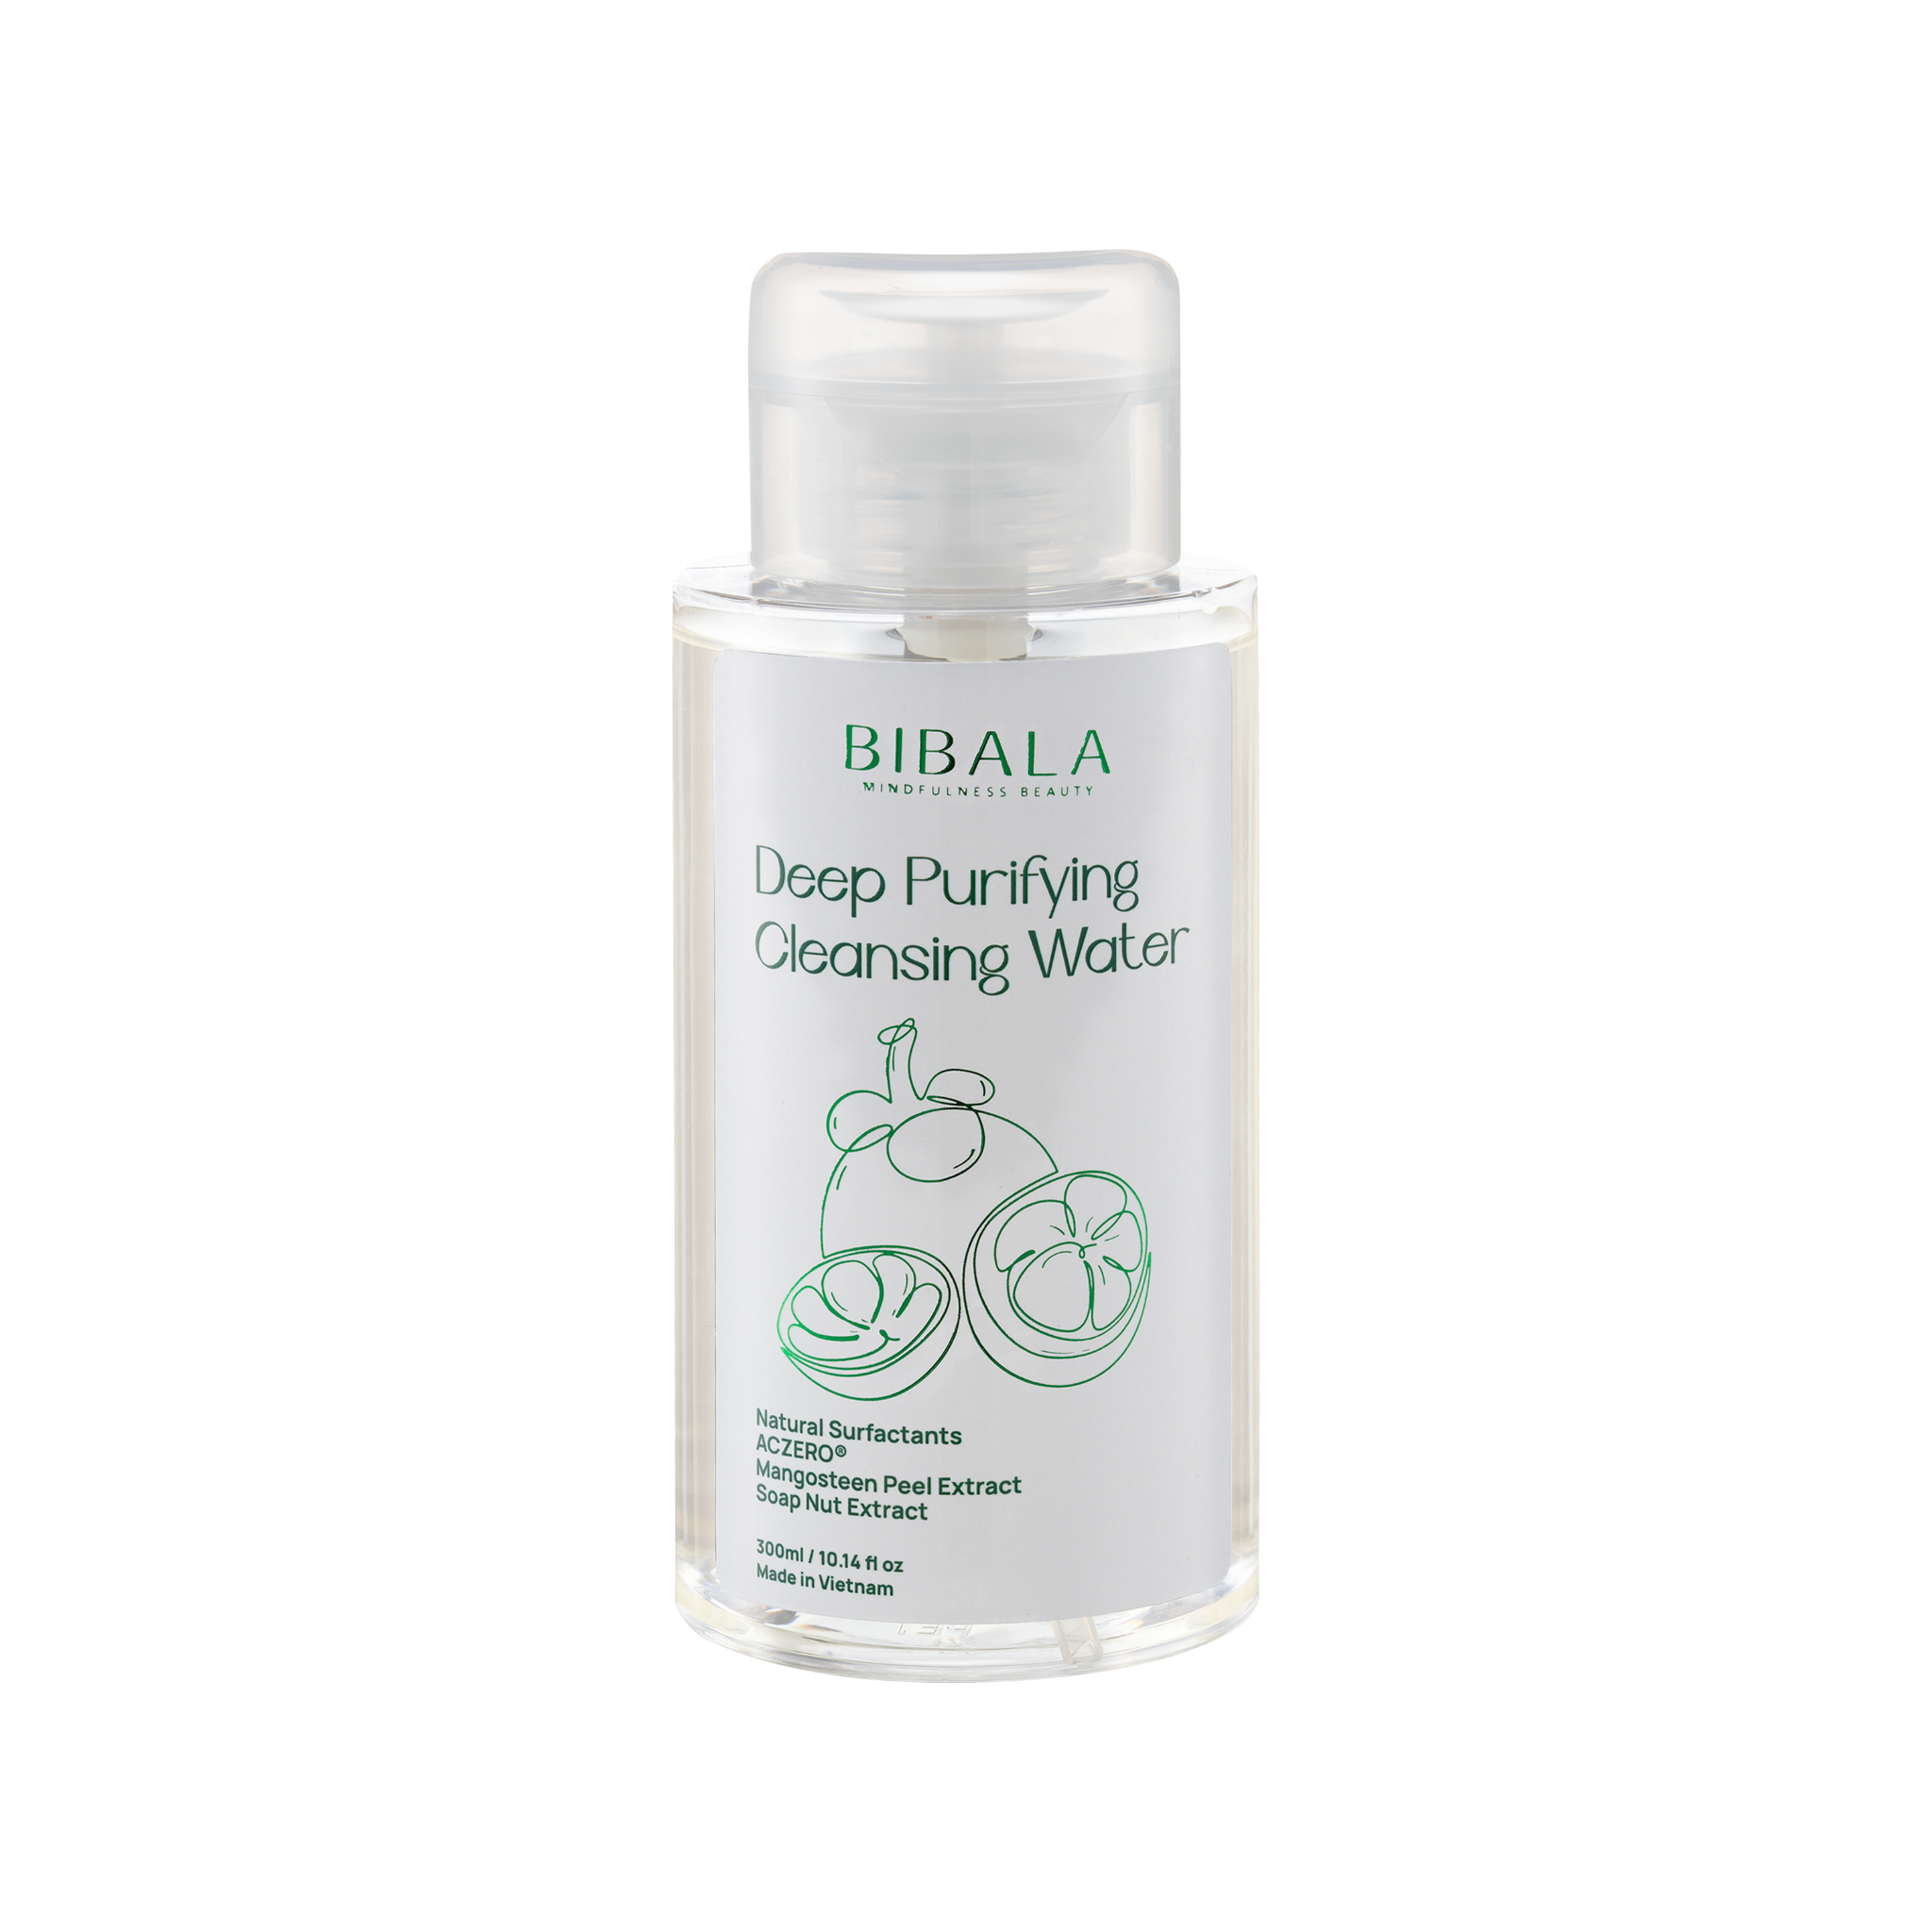 BIBALA
MINDFULNESS BEAUTY
Deep Purifying
Cleansing Water
Natural Surfactants
ACZERO®
Mangosteen Peel Extract
Soap Nut Extract
300ml / 10.14 fl oz
Made in Vietnam